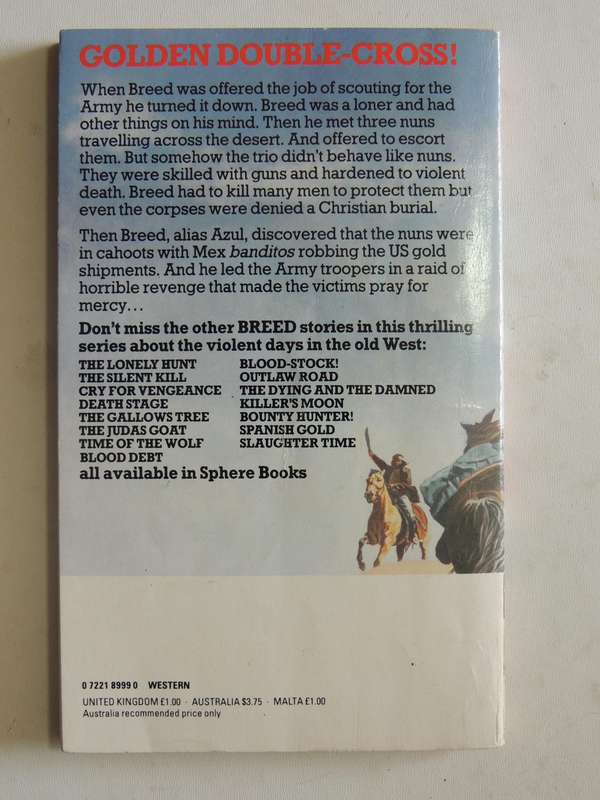 GOLDEN DOUBLE-CROSS!
When Breed was offered the job of scouting for the
Army he turned it down. Breed was a loner and had
other things on his mind. Then he met three nuns
travelling across the desert. And offered to escort
them. But somehow the trio didn't behave like nuns.
They were skilled with guns and hardened to violent
death. Breed had to kill many men to protect them but
even the corpses were denied a Christian burial.
Then Breed, alias Azul, discovered that the nuns were
in cahoots with Mex banditos robbing the US gold
shipments. And he led the Army troopers in a raid of
horrible revenge that made the victims pray for
mercy...
Don't miss the other BREED stories in this thrilling
series about the violent days in the old West:
THE LONELY HUNT
THE SILENT KILL
CRY FOR VENGEANCE
DEATH STAGE
THE GALLOWS TREE
THE JUDAS GOAT
TIME OF THE WOLF
BLOOD DEBT
BLOOD-STOCK!
OUTLAW ROAD
THE DYING AND THE DAMNED
KILLER'S MOON
BOUNTY HUNTER!
SPANISH GOLD
SLAUGHTER TIME
all available in Sphere Books
0 7221 8999 0 WESTERN
UNITED KINGDOM £1.00 · AUSTRALIA $3.75 · MALTA £1.00
Australia recommended price only